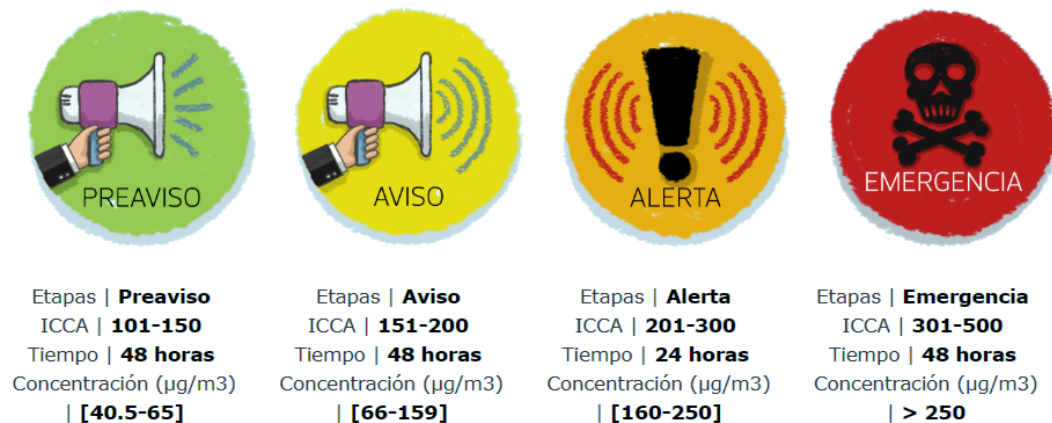 PREAVISO
AVISO
ALERTA
EMERGENCIA
Etapas | Preaviso
ICCA | 101-150
Tiempo | 48 horas
Concentración (µg/m3)
| [40.5-65]
Etapas | Aviso
ICCA | 151-200
Tiempo | 48 horas
Concentración (µg/m3)
| [66-159]
Etapas | Alerta
ICCA | 201-300
Tiempo | 24 horas
Concentración (µg/m3)
| [160-250]
Etapas | Emergencia
ICCA | 301-500
Tiempo | 48 horas
Concentración (µg/m3)
| > 250